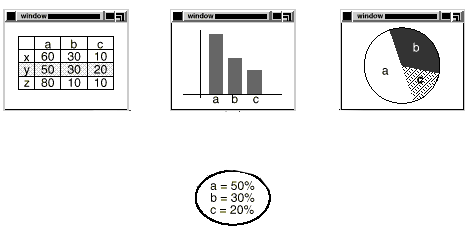 window
a b c
x 60 30 10
y 50 30 20
z 80 10 10
window
a b c
window
b
a
c
a = 50%
b = 30%
c = 20%